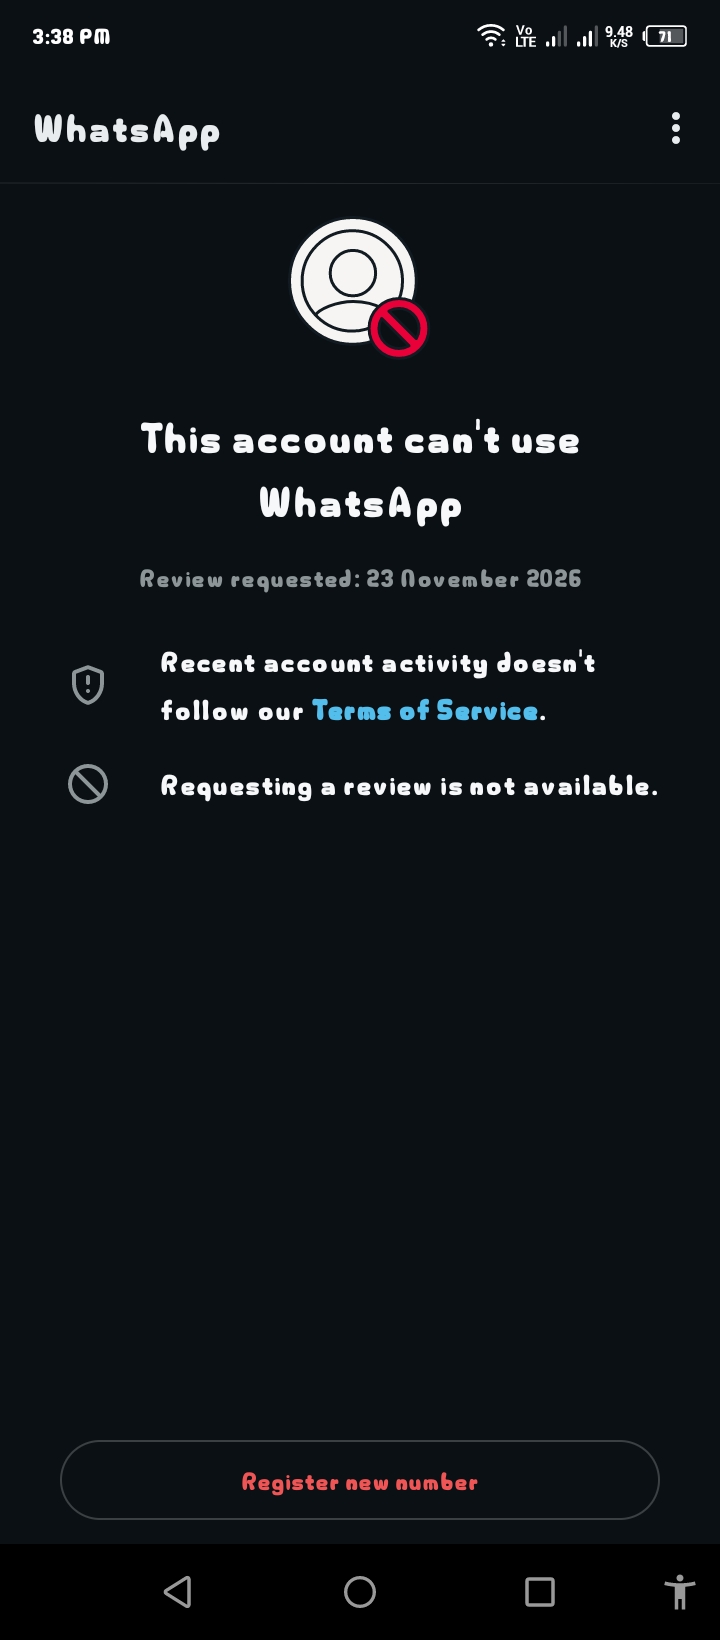 3:38 PM
Vo LTE 9.48 K/S 71
WhatsApp
This account can't use
WhatsApp
Review requested: 23 November 2026
Recent account activity doesn't
follow our Terms of Service.
Requesting a review is not available.
Register new number